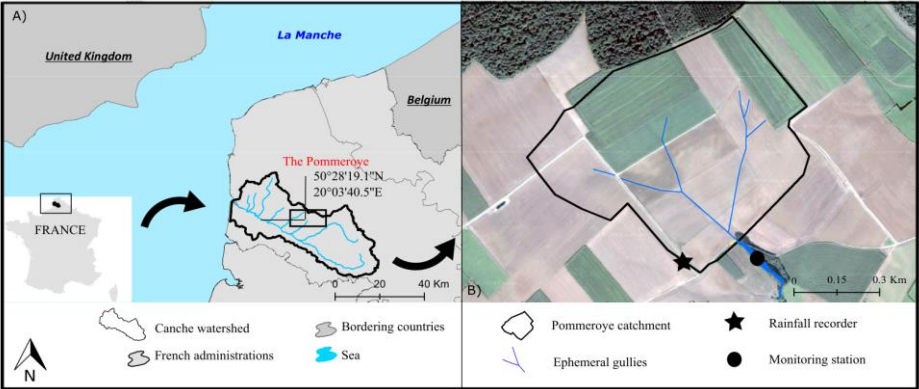 A)
La Manche
United Kingdom
Belgium
The Pommeroye
50°28'19.1"N
20°03'40.5"E
FRANCE
0 20 40 Km
Canche watershed
Bordering countries
French administrations
Sea
N
B)
0 0.15 0.3 Km
Pommeroye catchment
Rainfall recorder
Ephemeral gullies
Monitoring station